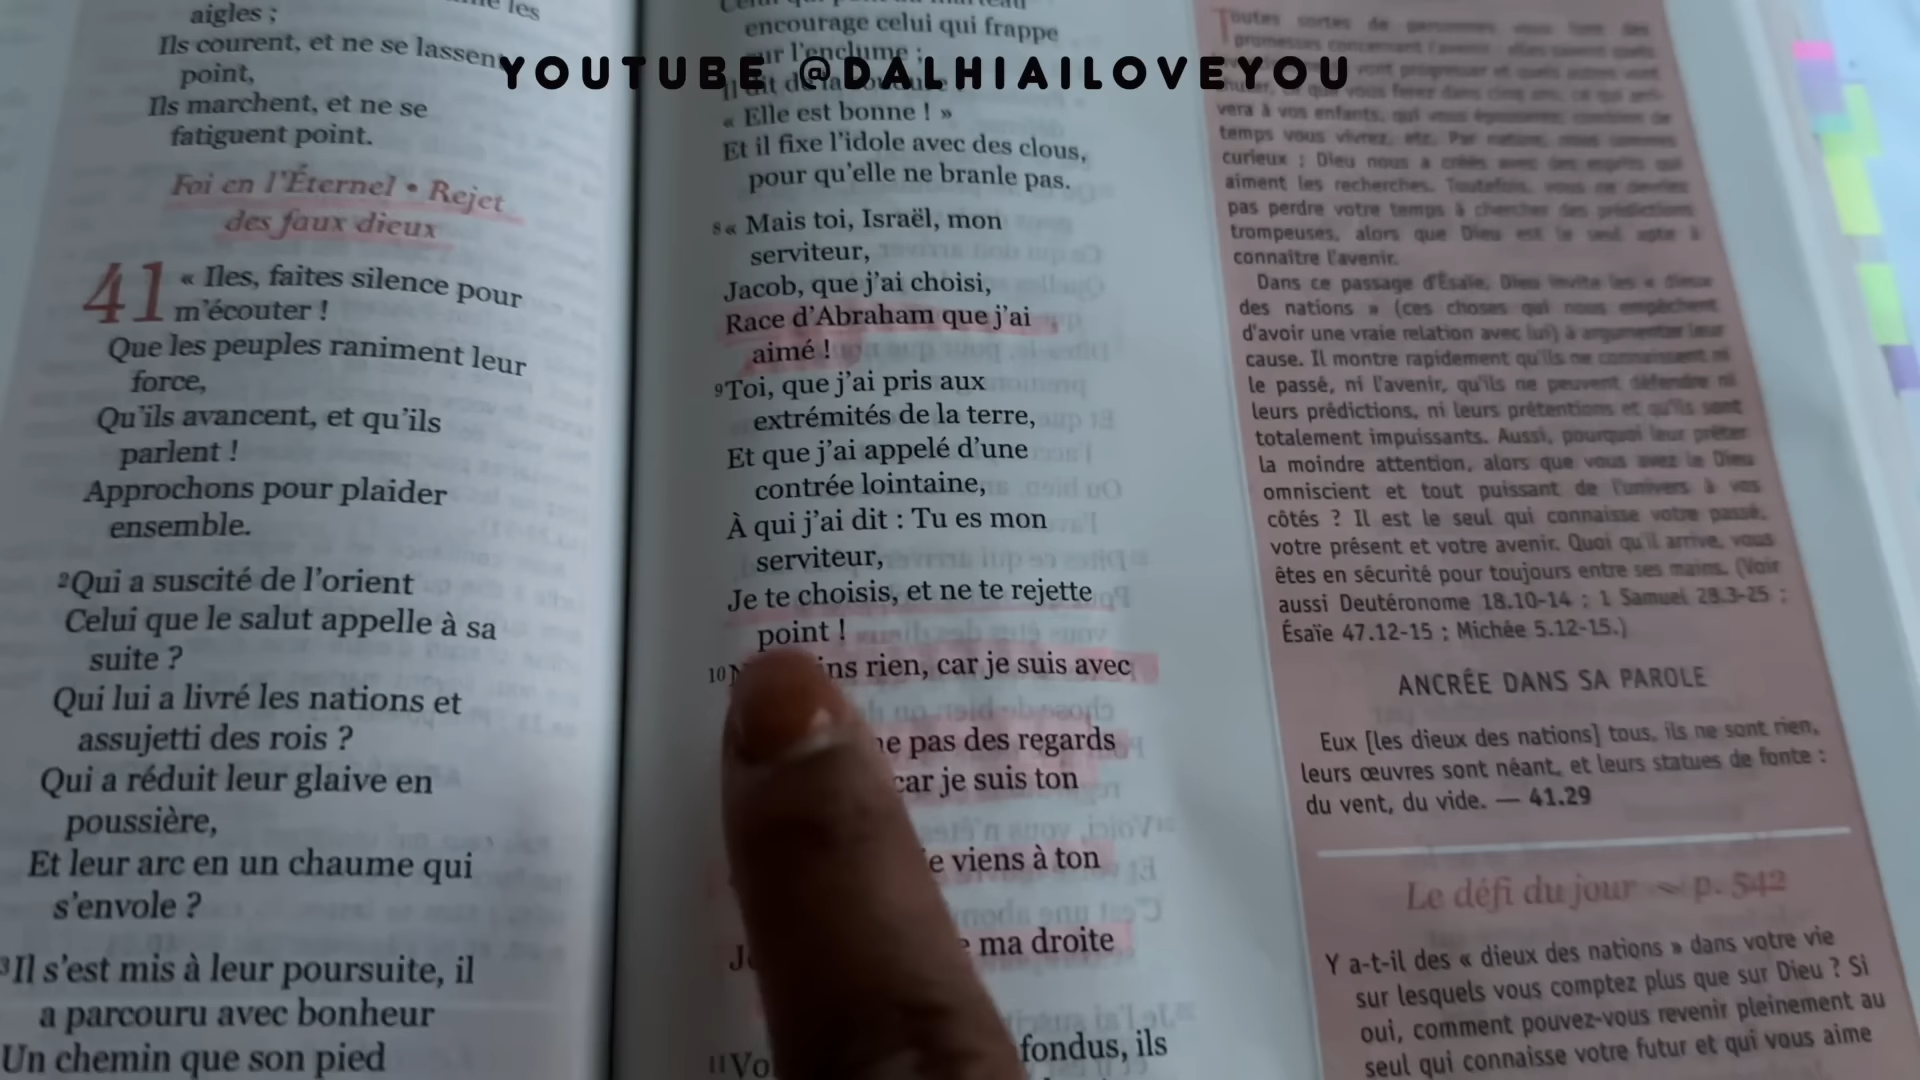 les
aigles ;
Ils courent, et ne se lassent
point,
Ils marchent, et ne se
fatiguent point.
Foi en l'Éternel • Rejet
des faux dieux
41 « Iles, faites silence pour
m'écouter !
Que les peuples raniment leur
force,
Qu'ils avancent, et qu'ils
parlent !
Approchons pour plaider
ensemble.
2Qui a suscité de l'orient
Celui que le salut appelle à sa
suite ?
Qui lui a livré les nations et
assujetti des rois ?
Qui a réduit leur glaive en
poussière,
Et leur arc en un chaume qui
s'envole ?
3Il s'est mis à leur poursuite, il
a parcouru avec bonheur
Un chemin que son pied
encourage celui qui frappe
sur l'enclume ;
YOUTUBE @DALHIAILOVEYOU
« Elle est bonne ! »
Et il fixe l'idole avec des clous,
pour qu'elle ne branle pas.
8« Mais toi, Israël, mon
serviteur,
Jacob, que j'ai choisi,
Race d'Abraham que j'ai
aimé !
9Toi, que j'ai pris aux
extrémités de la terre,
Et que j'ai appelé d'une
contrée lointaine,
À qui j'ai dit : Tu es mon
serviteur,
Je te choisis, et ne te rejette
point !
10 rien, car je suis avec
pas des regards
car je suis ton
viens à ton
ma droite
11 fondus, ils
Toutes sortes de personnes vous font des
promesses concernant l'avenir
vera à vos enfants, qui vous épouserez, combien de
temps vous vivrez, etc. Par nature, nous sommes
curieux ; Dieu nous a créés avec des esprits qui
aiment les recherches. Toutefois, vous ne devriez
pas perdre votre temps à chercher des prédictions
trompeuses, alors que Dieu est le seul apte à
connaître l'avenir.
Dans ce passage d'Ésaïe, Dieu invite les « dieux
des nations » (ces choses qui nous empêchent
d'avoir une vraie relation avec lui) à argumenter leur
cause. Il montre rapidement qu'ils ne connaissent ni
le passé, ni l'avenir, qu'ils ne peuvent défendre ni
leurs prédictions, ni leurs prétentions et qu'ils sont
totalement impuissants. Aussi, pourquoi leur prêter
la moindre attention, alors que vous avez le Dieu
omniscient et tout puissant de l'univers à vos
côtés ? Il est le seul qui connaisse votre passé,
votre présent et votre avenir. Quoi qu'il arrive, vous
êtes en sécurité pour toujours entre ses mains. (Voir
aussi Deutéronome 18.10-14 ; 1 Samuel 28.3-25 ;
Ésaïe 47.12-15 ; Michée 5.12-15.)
ANCRÉE DANS SA PAROLE
Eux [les dieux des nations] tous, ils ne sont rien,
leurs œuvres sont néant, et leurs statues de fonte :
du vent, du vide. — 41.29
Le défi du jour ~ p. 542
Y a-t-il des « dieux des nations » dans votre vie
sur lesquels vous comptez plus que sur Dieu ? Si
oui, comment pouvez-vous revenir pleinement au
seul qui connaisse votre futur et qui vous aime